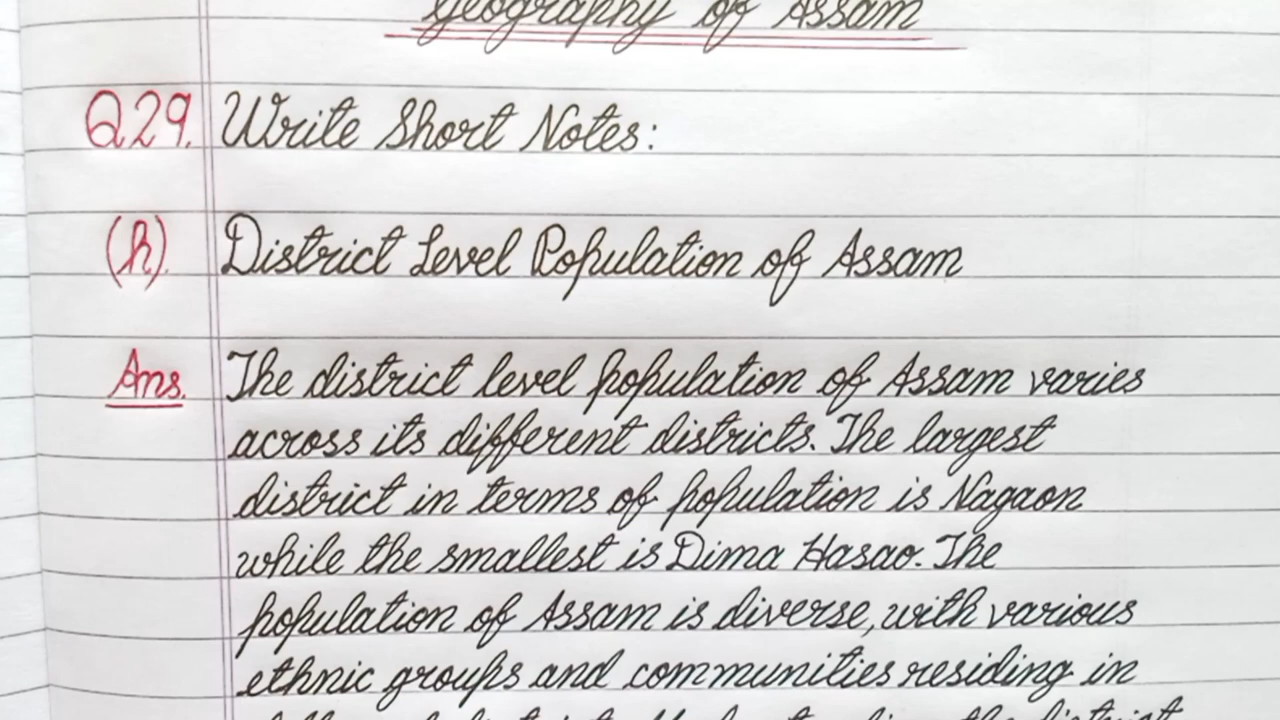 Geography of Assam
Q29. Write Short Notes:
(h). District Level Population of Assam
Ans. The district level population of Assam varies
across its different districts. The largest
district in terms of population is Nagaon
while the smallest is Dima Hasao. The
population of Assam is diverse, with various
ethnic groups and communities residing in
the district